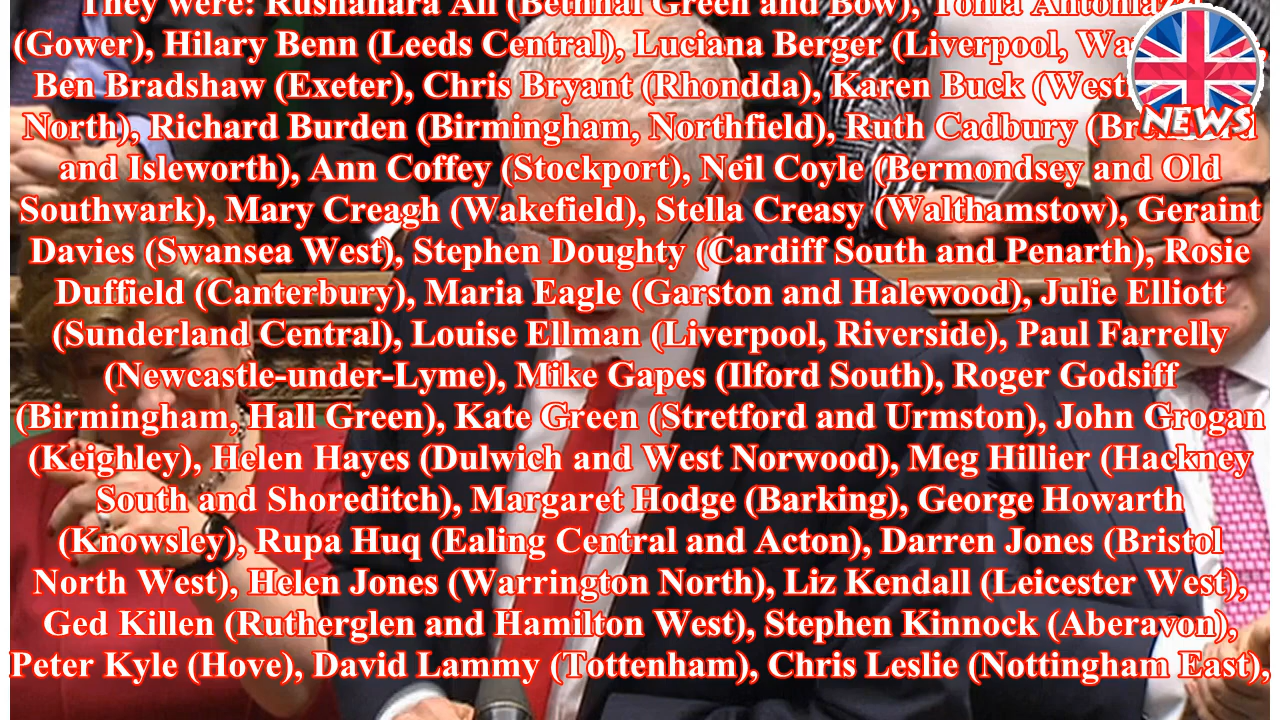 They were: Rushanara Ali (Bethnal Green and Bow), Tonia
(Gower), Hilary Benn (Leeds Central), Luciana Berger (Liverpool,
Ben Bradshaw (Exeter), Chris Bryant (Rhondda), Karen Buck
North), Richard Burden (Birmingham, Northfield), Ruth Cadbury
and Isleworth), Ann Coffey (Stockport), Neil Coyle (Bermondsey and Old
Southwark), Mary Creagh (Wakefield), Stella Creasy (Walthamstow), Geraint
Davies (Swansea West), Stephen Doughty (Cardiff South and Penarth), Rosie
Duffield (Canterbury), Maria Eagle (Garston and Halewood), Julie Elliott
(Sunderland Central), Louise Ellman (Liverpool, Riverside), Paul Farrelly
(Newcastle-under-Lyme), Mike Gapes (Ilford South), Roger Godsiff
(Birmingham, Hall Green), Kate Green (Stretford and Urmston), John Grogan
(Keighley), Helen Hayes (Dulwich and West Norwood), Meg Hillier (Hackney
South and Shoreditch), Margaret Hodge (Barking), George Howarth
(Knowsley), Rupa Huq (Ealing Central and Acton), Darren Jones (Bristol
North West), Helen Jones (Warrington North), Liz Kendall (Leicester West),
Ged Killen (Rutherglen and Hamilton West), Stephen Kinnock (Aberavon),
Peter Kyle (Hove), David Lammy (Tottenham), Chris Leslie (Nottingham East),
NEWS